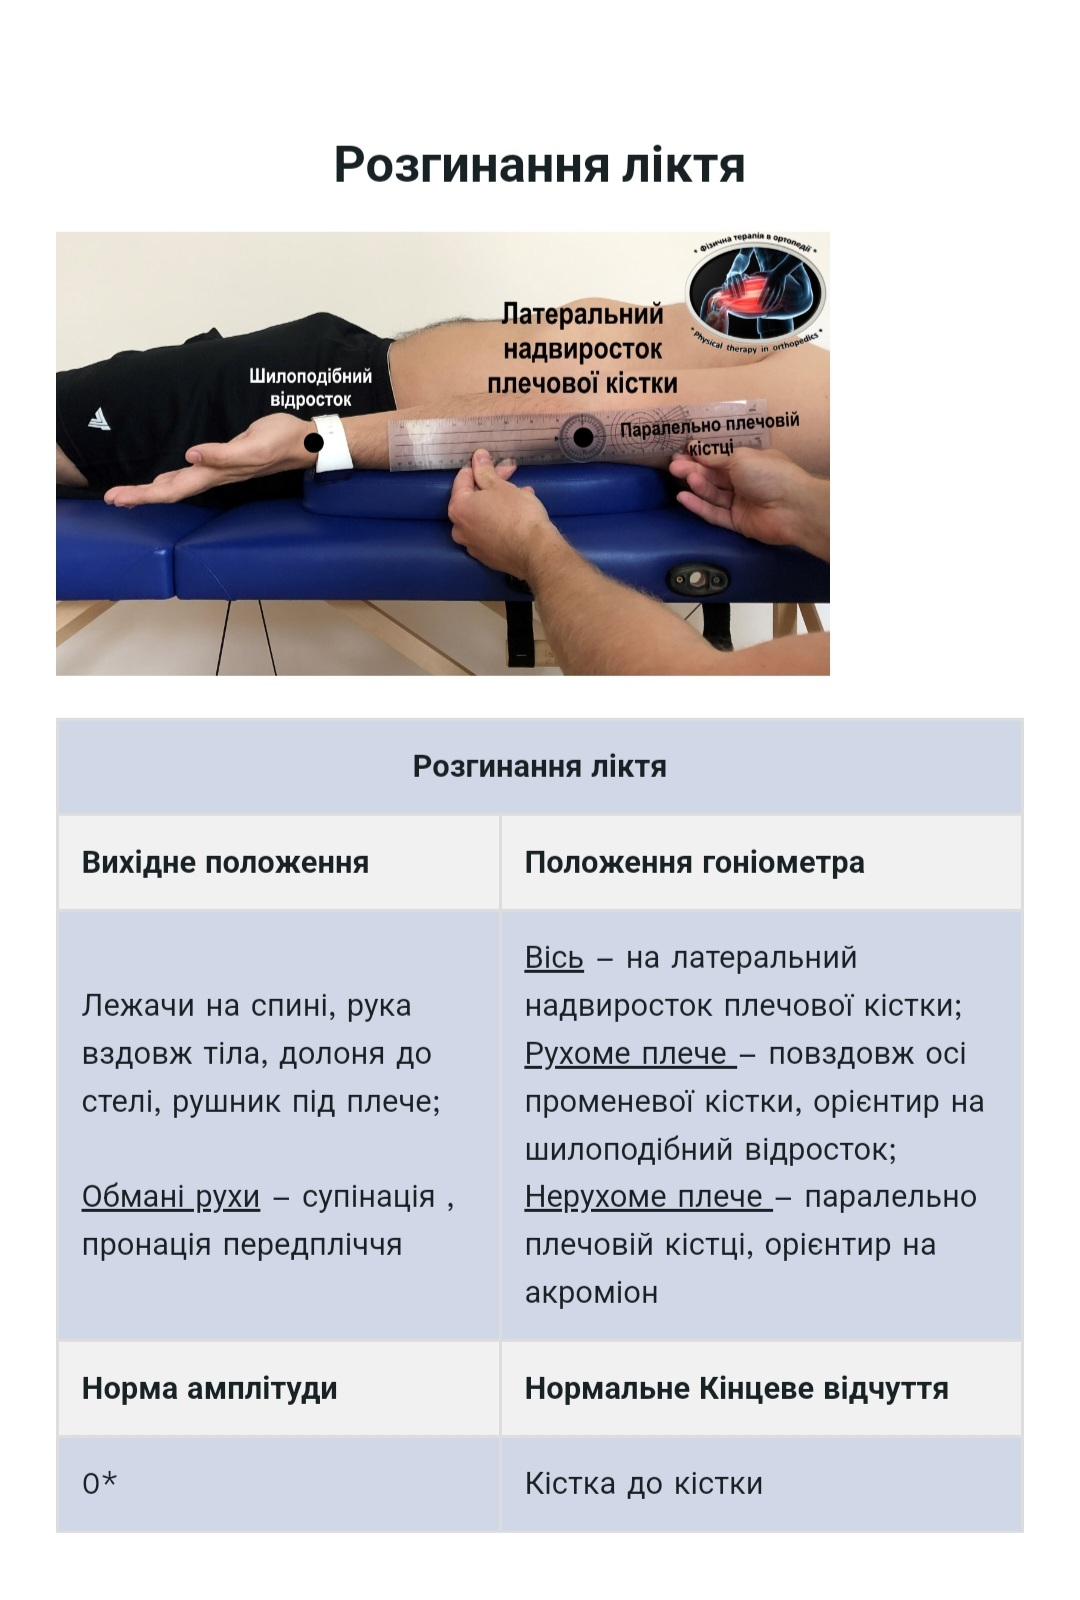 Розгинання ліктя
* Фізична терапія в ортопедії *
* Physical therapy in orthopedics *
Латеральний
надвиросток
плечової кістки
Шилоподібний
відросток
Паралельно плечовій
кістці
Розгинання ліктя
Вихідне положення
Положення гоніометра
Лежачи на спині, рука
вздовж тіла, долоня до
стелі, рушник під плече;
Обмані рухи – супінація ,
пронація передпліччя
Вісь – на латеральний
надвиросток плечової кістки;
Рухоме плече – повздовж осі
променевої кістки, орієнтир на
шилоподібний відросток;
Нерухоме плече – паралельно
плечовій кістці, орієнтир на
акроміон
Норма амплітуди
Нормальне Кінцеве відчуття
0*
Кістка до кістки